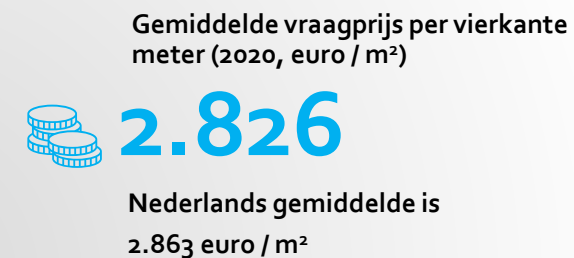 Gemiddelde vraagprijs per vierkante
meter (2020, euro / m²)
2.826
Nederlands gemiddelde is
2.863 euro / m²